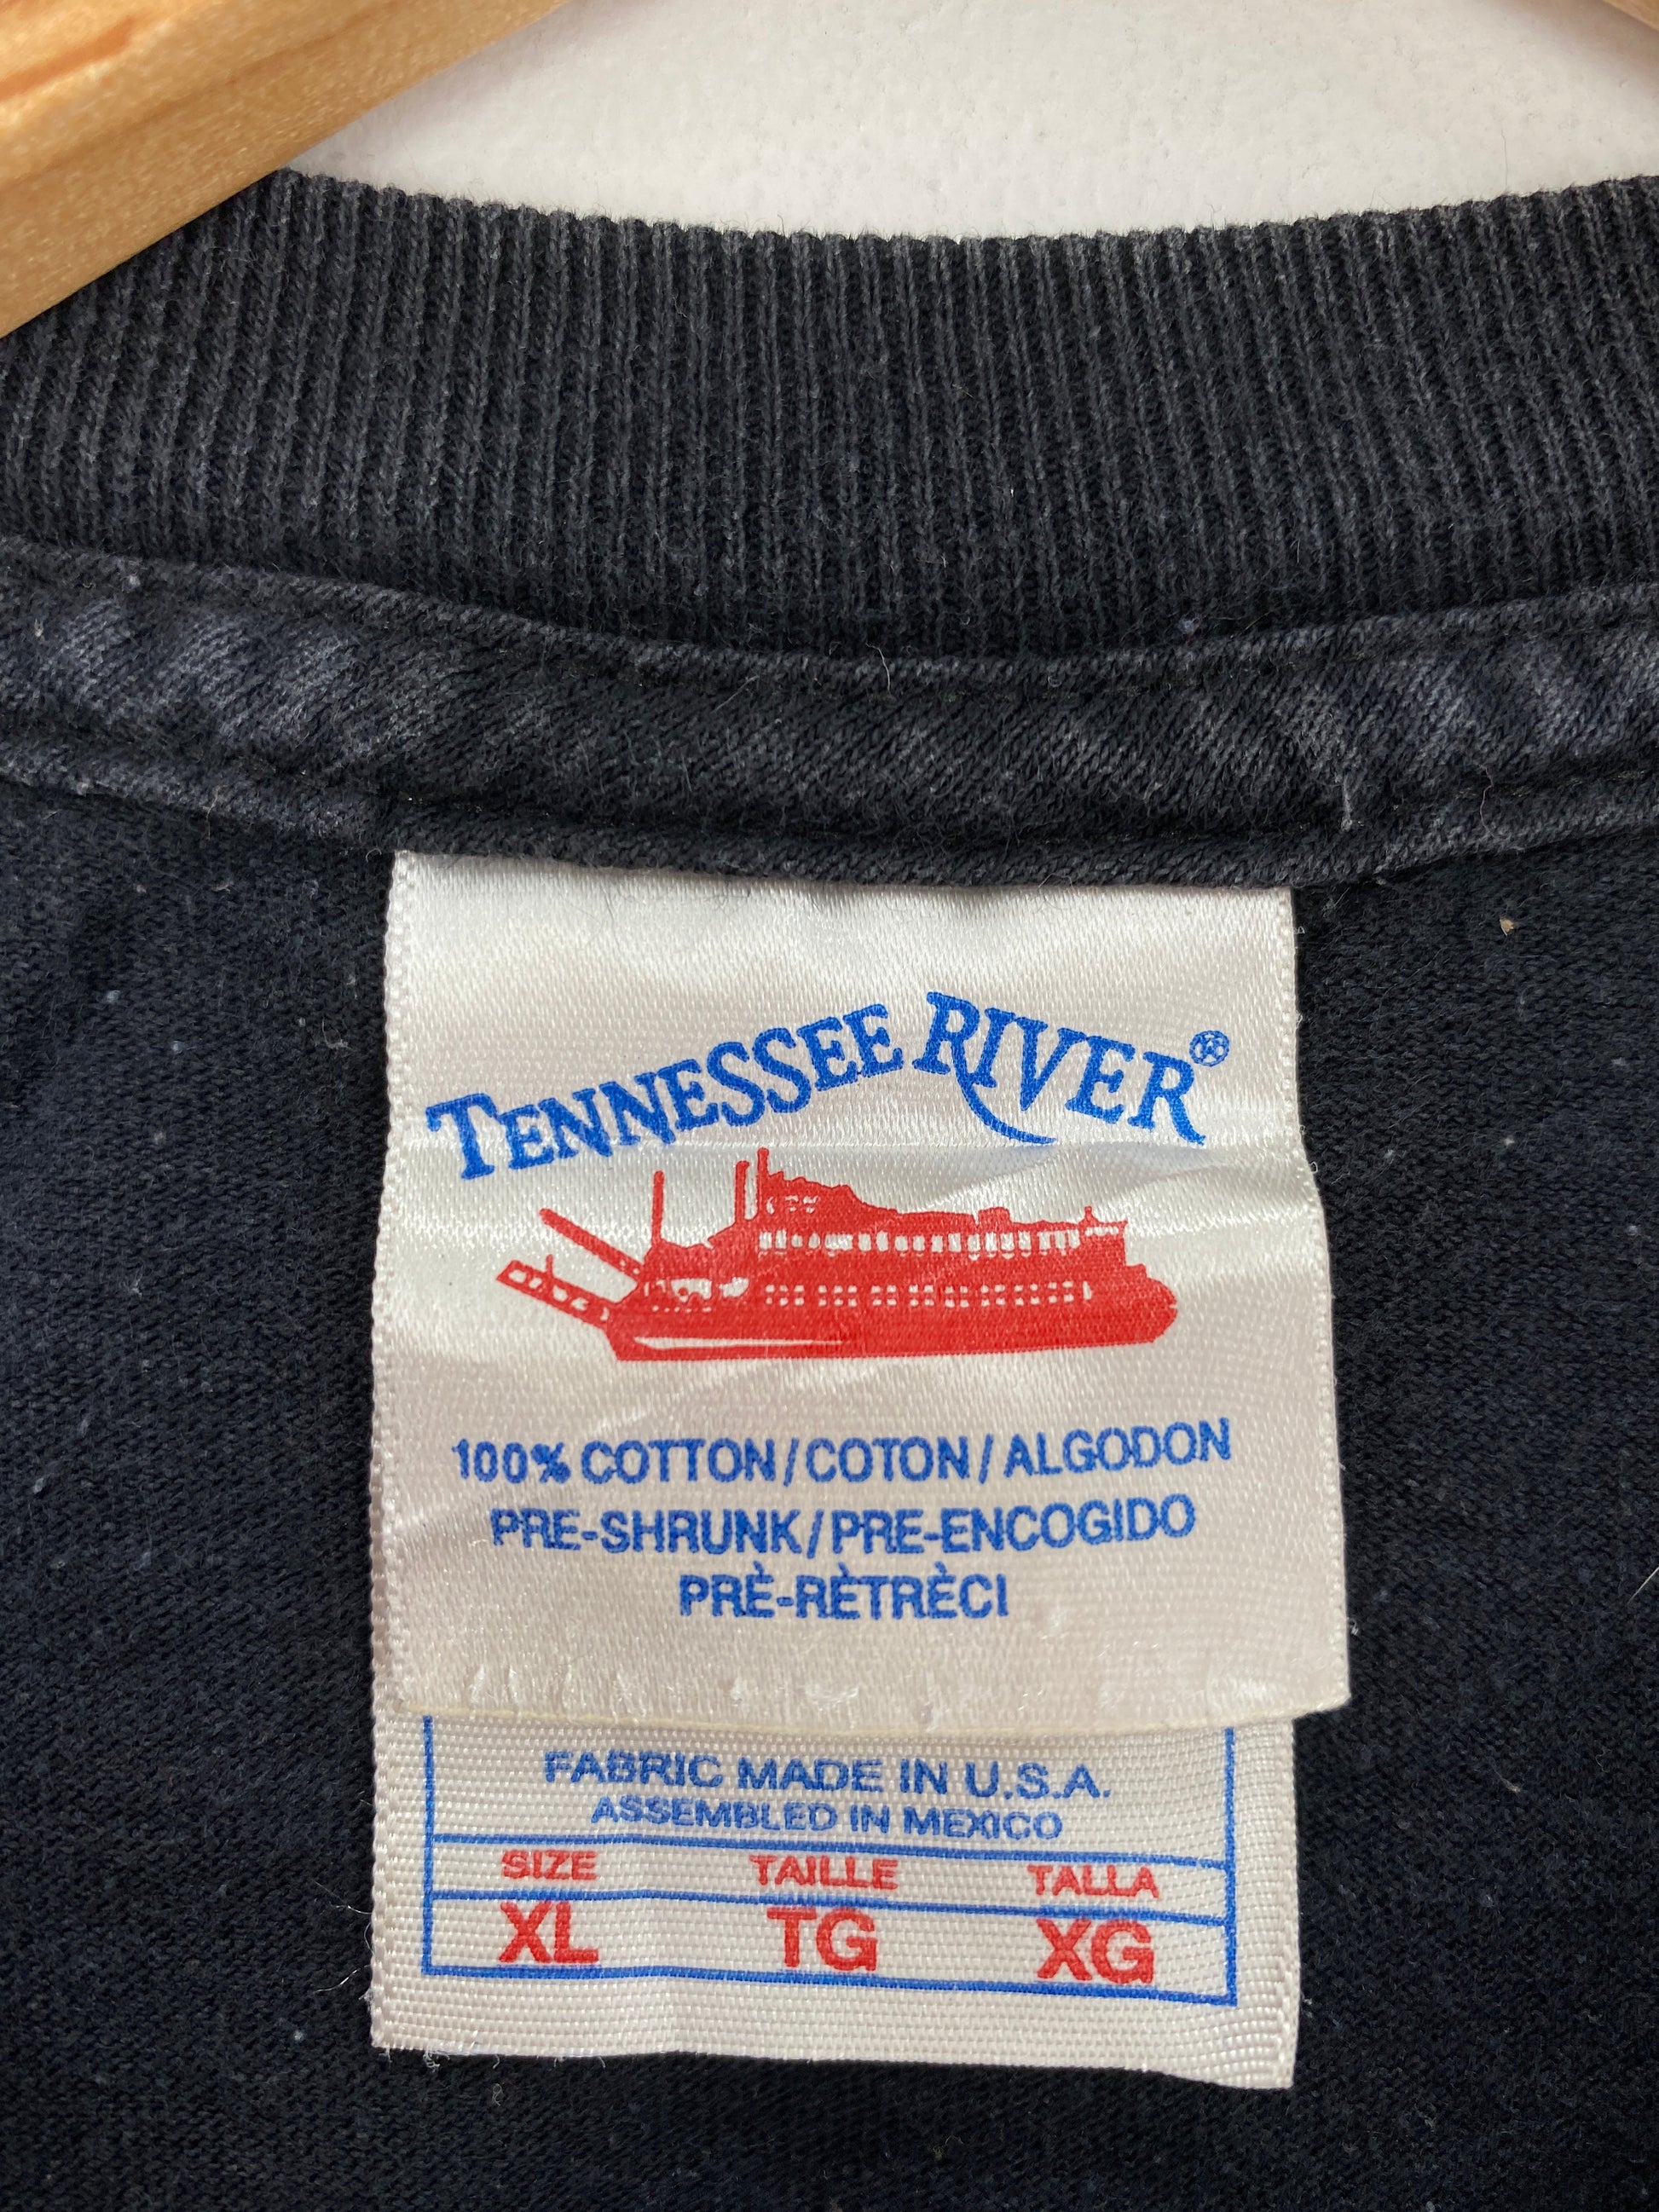 TENNESSEE RIVER®
100% COTTON/COTON/ALGODON
PRE-SHRUNK/PRE-ENCOGIDO
PRÈ-RÈTRÈCI
FABRIC MADE IN U.S.A.
ASSEMBLED IN MEXICO
SIZE TAILLE TALLA
XL TG XG